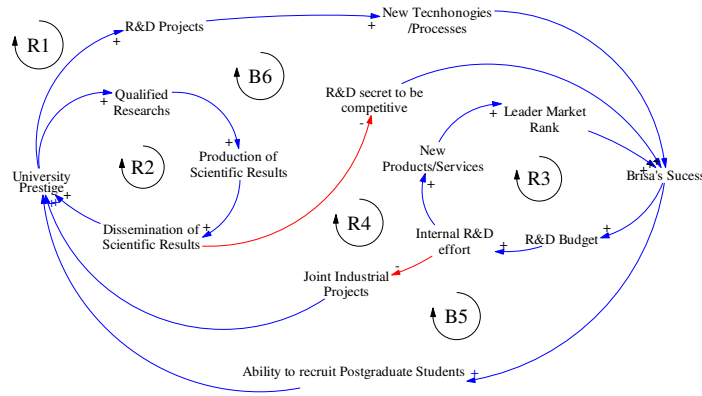 R1
R&D Projects
New Tecnhonogies
/Processes
B6
R&D secret to be
competitive
Qualified
Researchs
Leader Market
Rank
New
Products/Services
Production of
Scientific Results
R2
R3
University
Prestige
Brisa's Sucess
Dissemination of
Scientific Results
R4
Internal R&D
effort
R&D Budget
Joint Industrial
Projects
B5
Ability to recruit Postgraduate Students